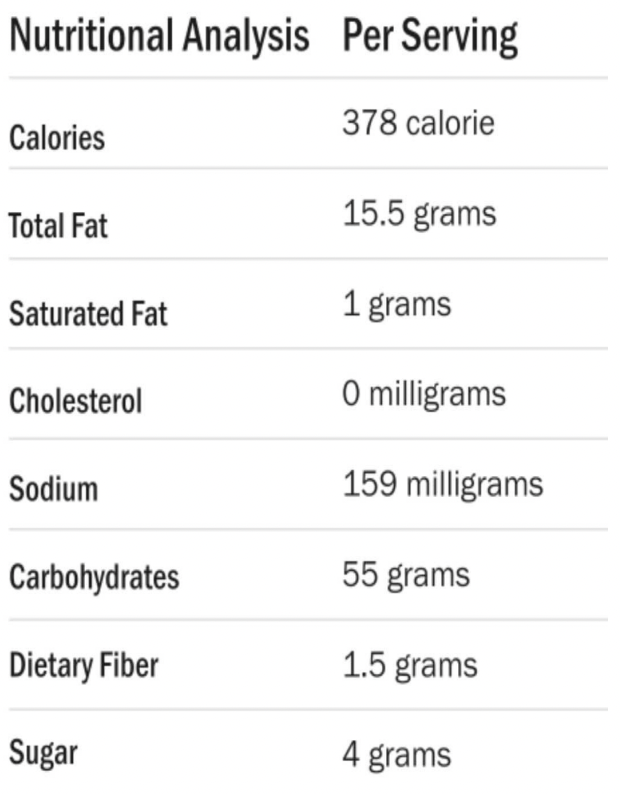 Nutritional Analysis Per Serving
Calories 378 calorie
Total Fat 15.5 grams
Saturated Fat 1 grams
Cholesterol 0 milligrams
Sodium 159 milligrams
Carbohydrates 55 grams
Dietary Fiber 1.5 grams
Sugar 4 grams